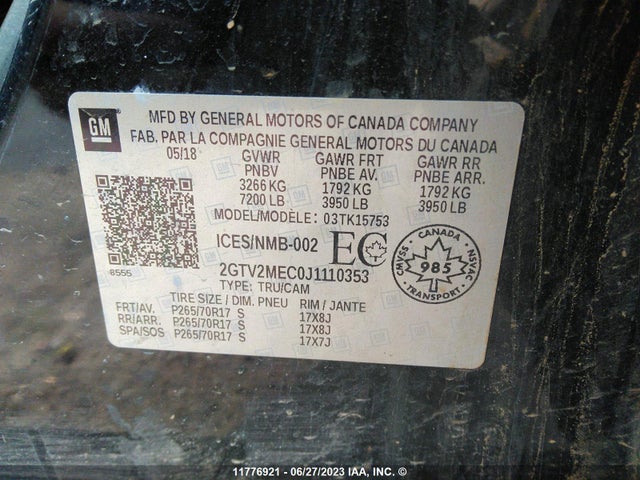 GM
MFD BY GENERAL MOTORS OF CANADA COMPANY
FAB. PAR LA COMPAGNIE GENERAL MOTORS DU CANADA
05/18 GVWR GAWR FRT GAWR RR
PNBV PNBE AV. PNBE ARR.
3266 KG 1792 KG 1792 KG
7200 LB 3950 LB 3950 LB
MODEL/MODÈLE: 03TK15753
ICES/NMB-002 EC
CANADA
CMVSS 985 NSVAC
TRANSPORT
8555
2GTV2MEC0J1110353
TYPE: TRU/CAM
TIRE SIZE / DIM. PNEU RIM / JANTE
FRT/AV. P265/70R17 S 17X8J
RR/ARR. P265/70R17 S 17X8J
SPA/SOS P265/70R17 S 17X7J
11776921 - 06/27/2023 IAA, INC. ©